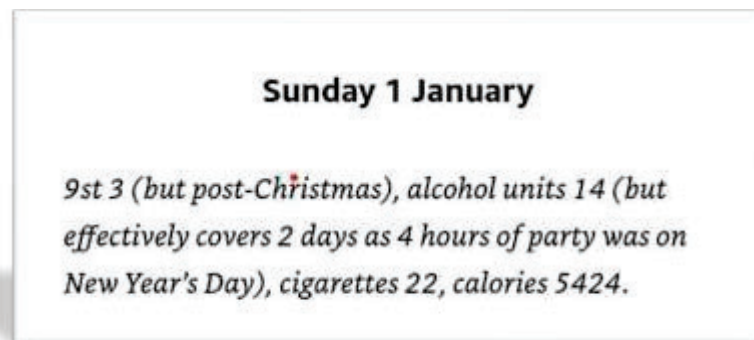 Sunday 1 January
9st 3 (but post-Christmas), alcohol units 14 (but
effectively covers 2 days as 4 hours of party was on
New Year's Day), cigarettes 22, calories 5424.